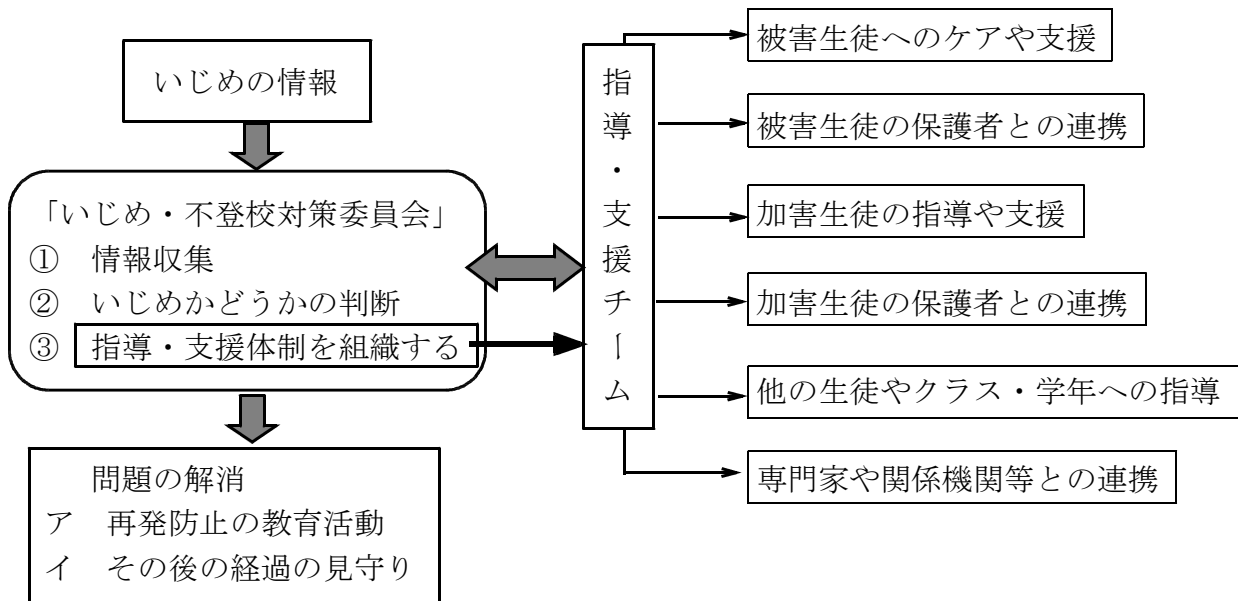 いじめの情報
「いじめ・不登校対策委員会」
① 情報収集
② いじめかどうかの判断
③ 指導・支援体制を組織する
問題の解消
ア 再発防止の教育活動
イ その後の経過の見守り
指導・支援チーム
被害生徒へのケアや支援
被害生徒の保護者との連携
加害生徒の指導や支援
加害生徒の保護者との連携
他の生徒やクラス・学年への指導
専門家や関係機関等との連携